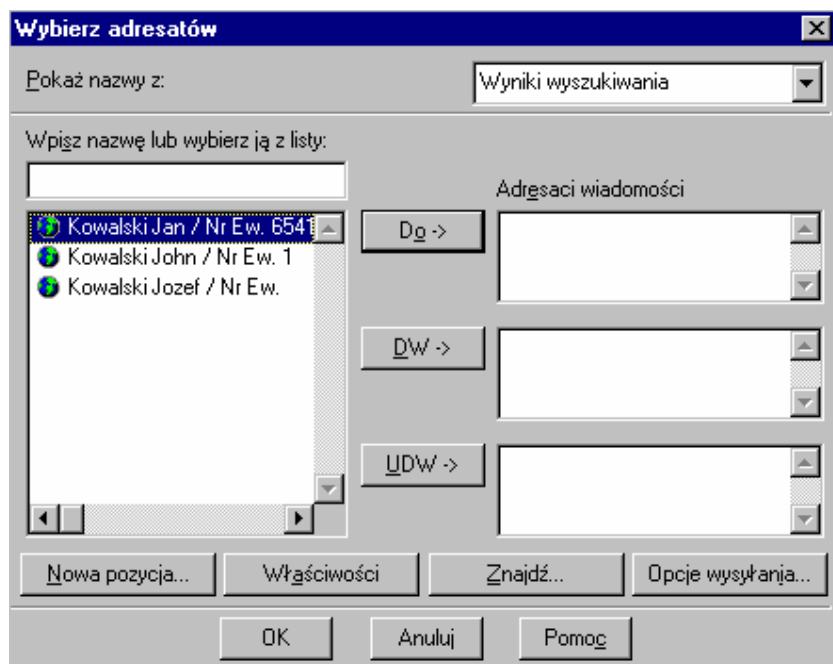 Wybierz adresatów
Pokaż nazwy z:
Wyniki wyszukiwania
Wpisz nazwę lub wybierz ją z listy:
Adresaci wiadomości
Kowalski Jan / Nr Ew. 6541
Kowalski John / Nr Ew. 1
Kowalski Jozef / Nr Ew.
Do ->
DW ->
UDW ->
Nowa pozycja... Właściwości Znajdź... Opcje wysyłania...
OK Anuluj Pomoc